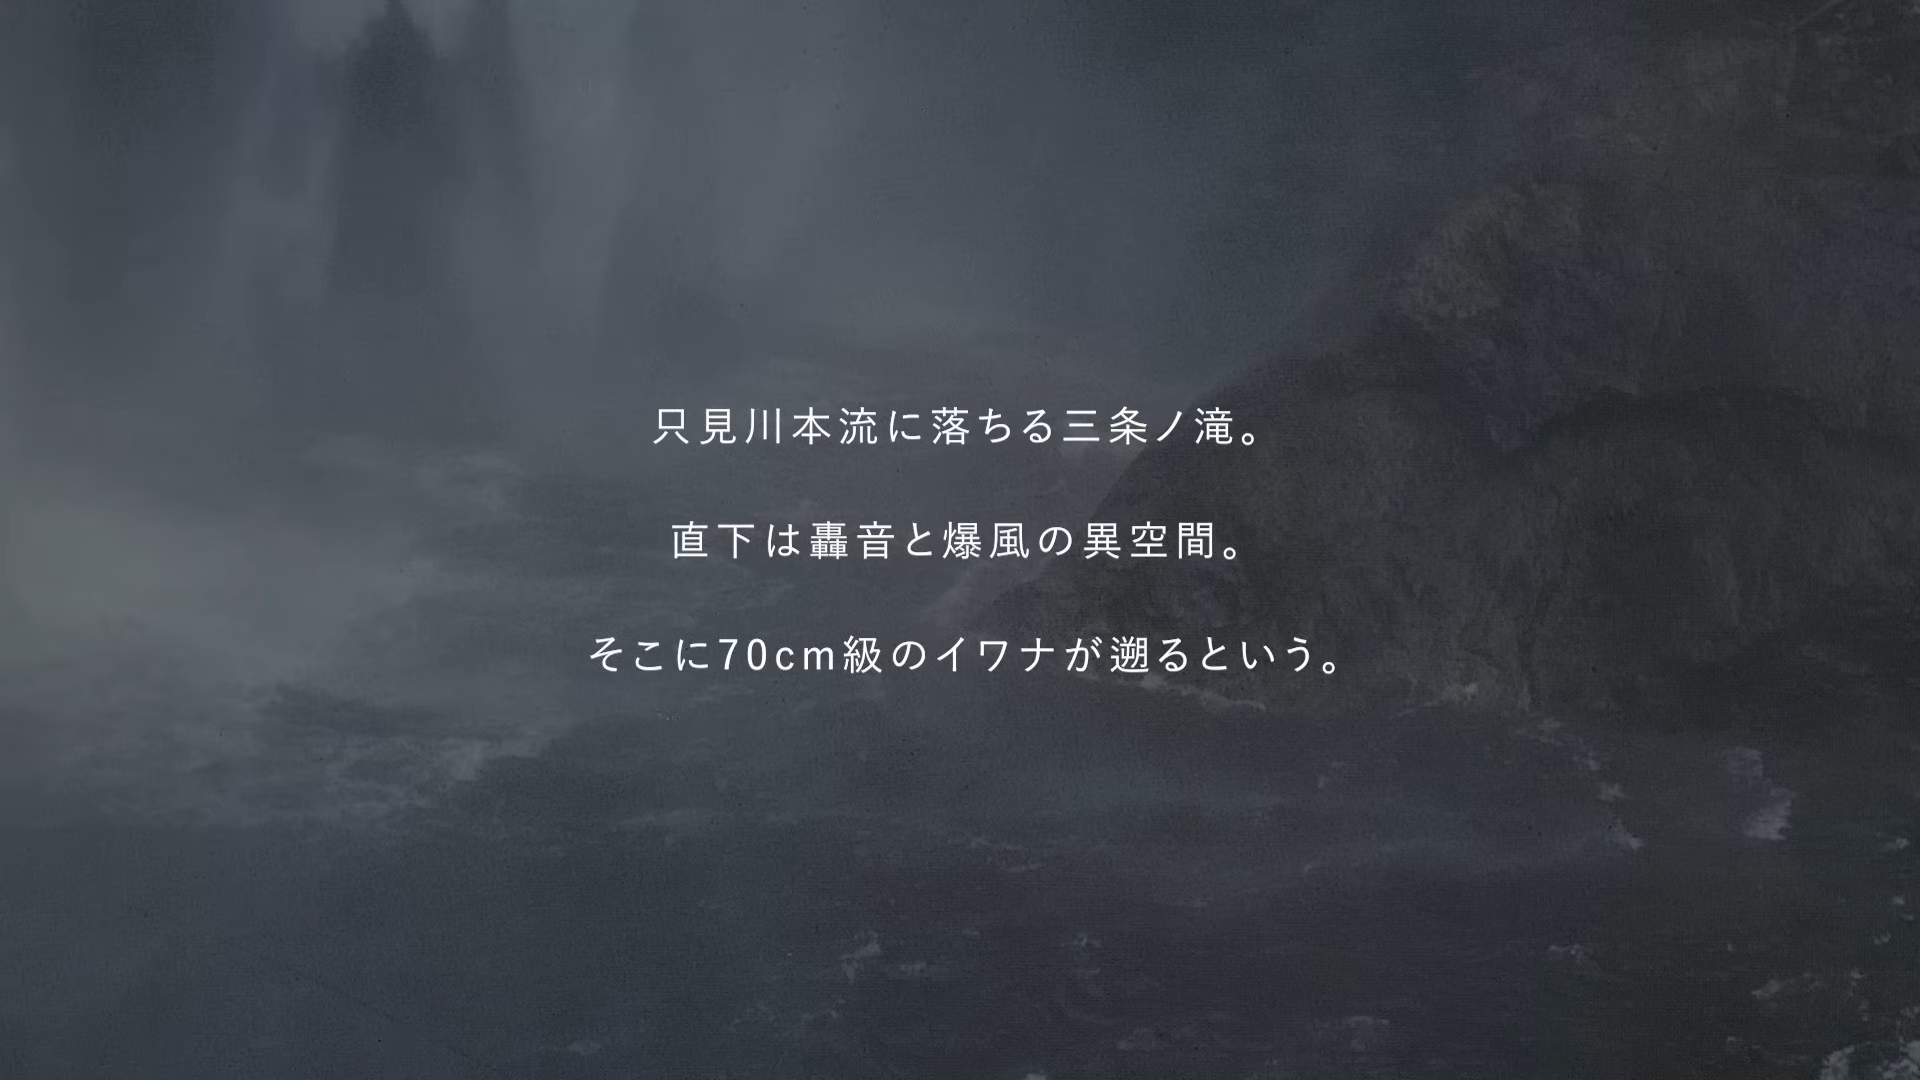 只見川本流に落ちる三条ノ滝。
直下は轟音と爆風の異空間。
そこに70cm級のイワナが遡るという。